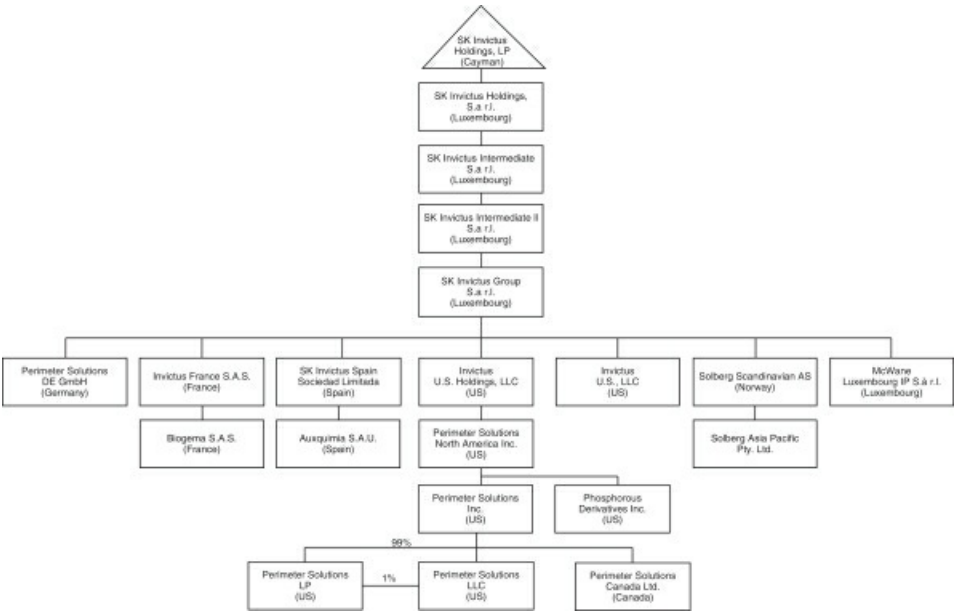 SK Invictus
Holdings, LP
(Cayman)
SK Invictus Holdings,
S.a r.l.
(Luxembourg)
SK Invictus Intermediate
S.a r.l.
(Luxembourg)
SK Invictus Intermediate II
S.a r.l.
(Luxembourg)
SK Invictus Group
S.a r.l.
(Luxembourg)
Perimeter Solutions
DE GmbH
(Germany)
Invictus France S.A.S.
(France)
SK Invictus Spain
Sociedad Limitada
(Spain)
Invictus
U.S. Holdings, LLC
(US)
Invictus
U.S., LLC
(US)
Solberg Scandinavian AS
(Norway)
McWane
Luxembourg IP S.à r.l.
(Luxembourg)
Biogema S.A.S.
(France)
Auxquimia S.A.U.
(Spain)
Perimeter Solutions
North America Inc.
(US)
Solberg Asia Pacific
Pty. Ltd.
Perimeter Solutions
Inc.
(US)
Phosphorous
Derivatives Inc.
(US)
99%
Perimeter Solutions
LP
(US)
1%
Perimeter Solutions
LLC
(US)
Perimeter Solutions
Canada Ltd.
(Canada)